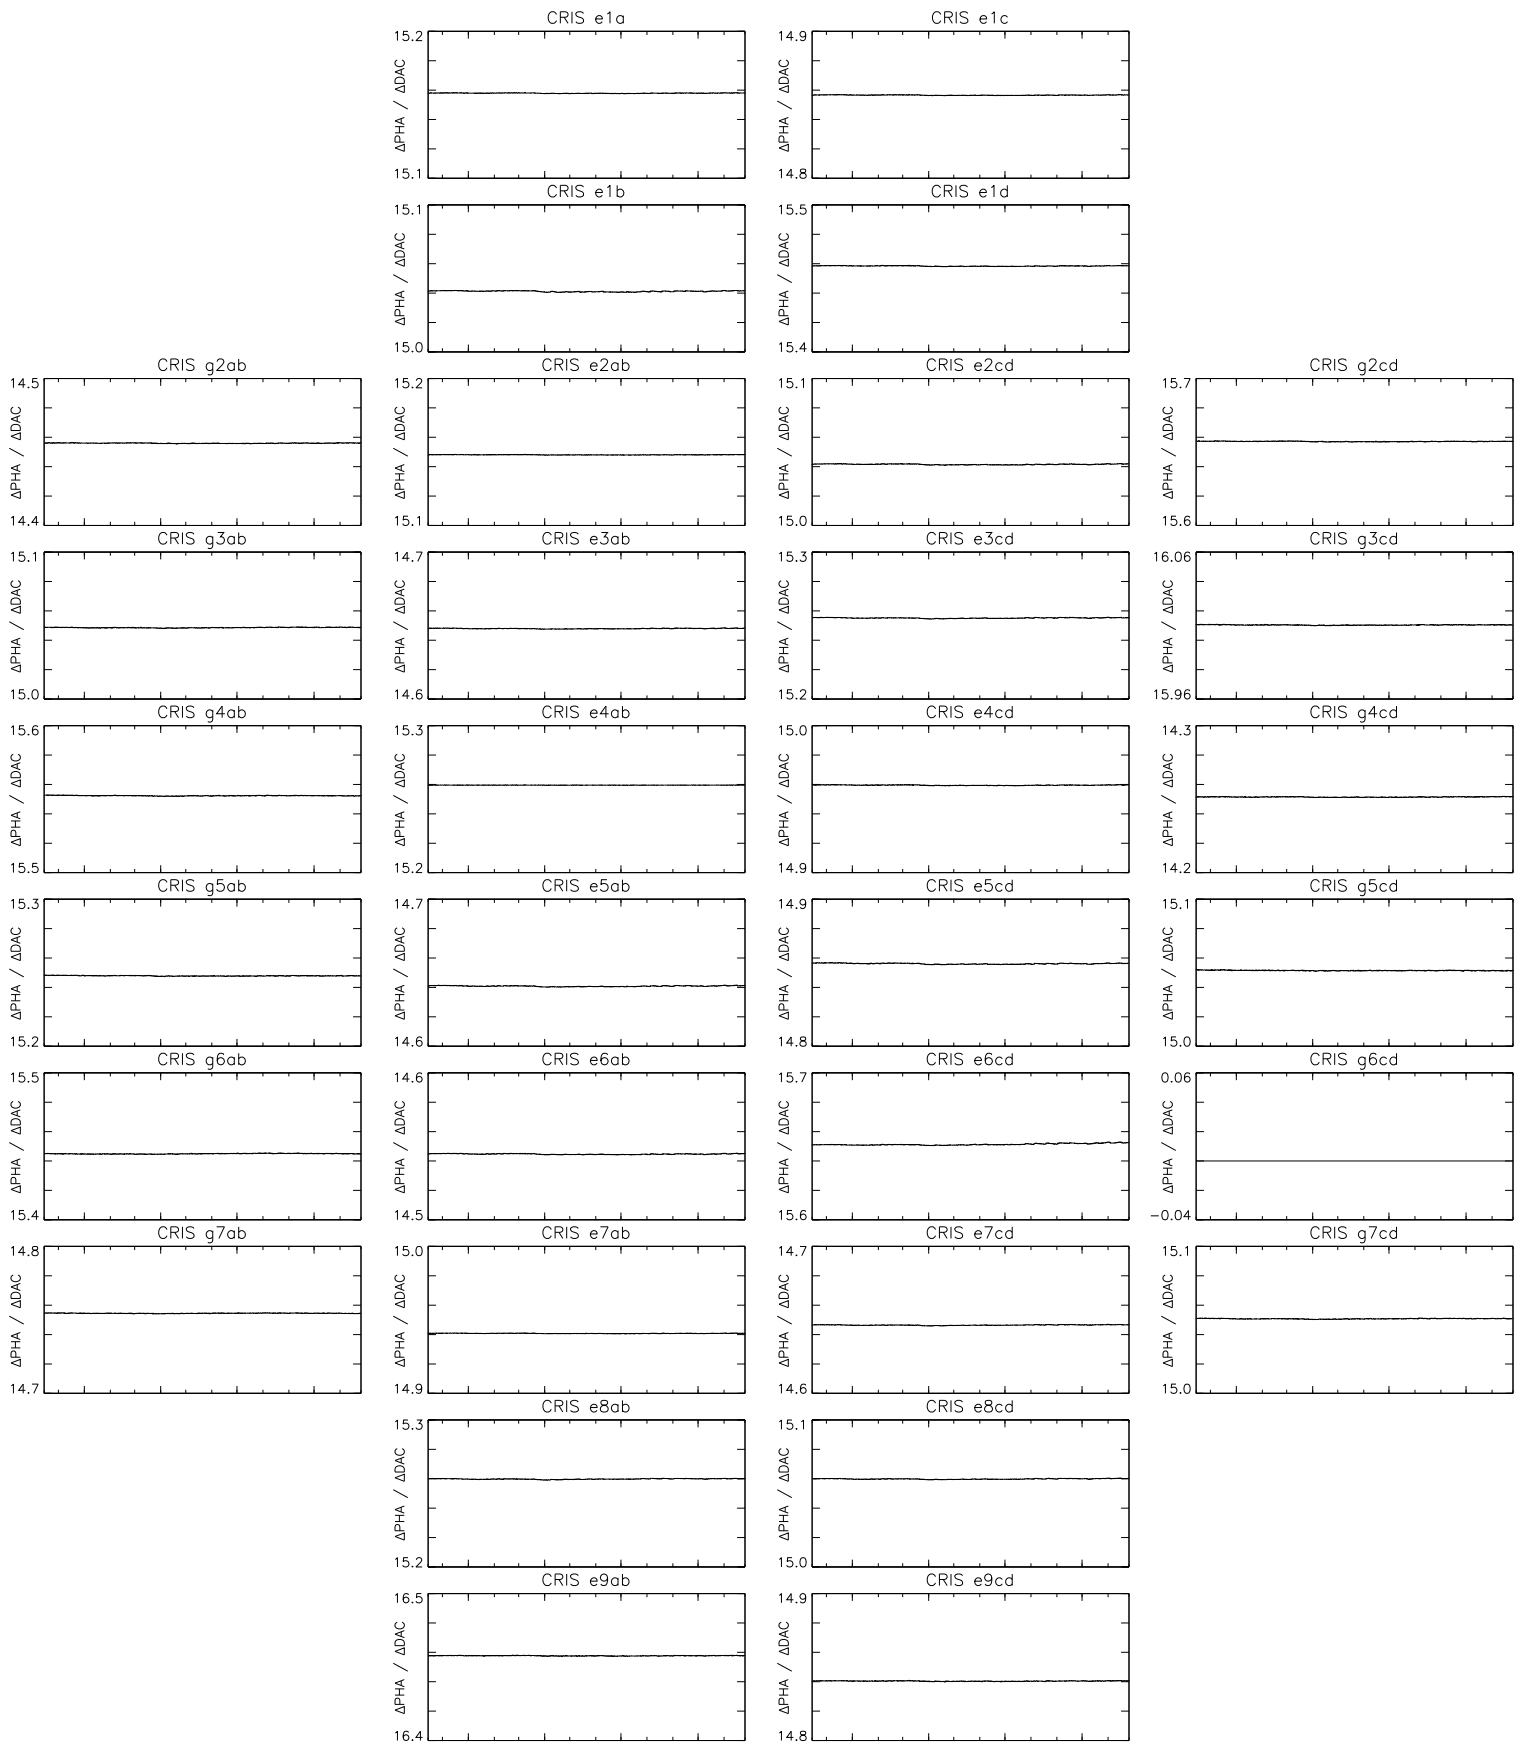 CRIS e1a
15.2
ΔPHA / ΔDAC
15.1
CRIS e1c
14.9
ΔPHA / ΔDAC
14.8
CRIS e1b
15.1
ΔPHA / ΔDAC
15.0
CRIS e1d
15.5
ΔPHA / ΔDAC
15.4
CRIS g2ab
14.5
ΔPHA / ΔDAC
14.4
CRIS e2ab
15.2
ΔPHA / ΔDAC
15.1
CRIS e2cd
15.1
ΔPHA / ΔDAC
15.0
CRIS g2cd
15.7
ΔPHA / ΔDAC
15.6
CRIS g3ab
15.1
ΔPHA / ΔDAC
15.0
CRIS e3ab
14.7
ΔPHA / ΔDAC
14.6
CRIS e3cd
15.3
ΔPHA / ΔDAC
15.2
CRIS g3cd
16.06
ΔPHA / ΔDAC
15.96
CRIS g4ab
15.6
ΔPHA / ΔDAC
15.5
CRIS e4ab
15.3
ΔPHA / ΔDAC
15.2
CRIS e4cd
15.0
ΔPHA / ΔDAC
14.9
CRIS g4cd
14.3
ΔPHA / ΔDAC
14.2
CRIS g5ab
15.3
ΔPHA / ΔDAC
15.2
CRIS e5ab
14.7
ΔPHA / ΔDAC
14.6
CRIS e5cd
14.9
ΔPHA / ΔDAC
14.8
CRIS g5cd
15.1
ΔPHA / ΔDAC
15.0
CRIS g6ab
15.5
ΔPHA / ΔDAC
15.4
CRIS e6ab
14.6
ΔPHA / ΔDAC
14.5
CRIS e6cd
15.7
ΔPHA / ΔDAC
15.6
CRIS g6cd
0.06
ΔPHA / ΔDAC
−0.04
CRIS g7ab
14.8
ΔPHA / ΔDAC
14.7
CRIS e7ab
15.0
ΔPHA / ΔDAC
14.9
CRIS e7cd
14.7
ΔPHA / ΔDAC
14.6
CRIS g7cd
15.1
ΔPHA / ΔDAC
15.0
CRIS e8ab
15.3
ΔPHA / ΔDAC
15.2
CRIS e8cd
15.1
ΔPHA / ΔDAC
15.0
CRIS e9ab
16.5
ΔPHA / ΔDAC
16.4
CRIS e9cd
14.9
ΔPHA / ΔDAC
14.8